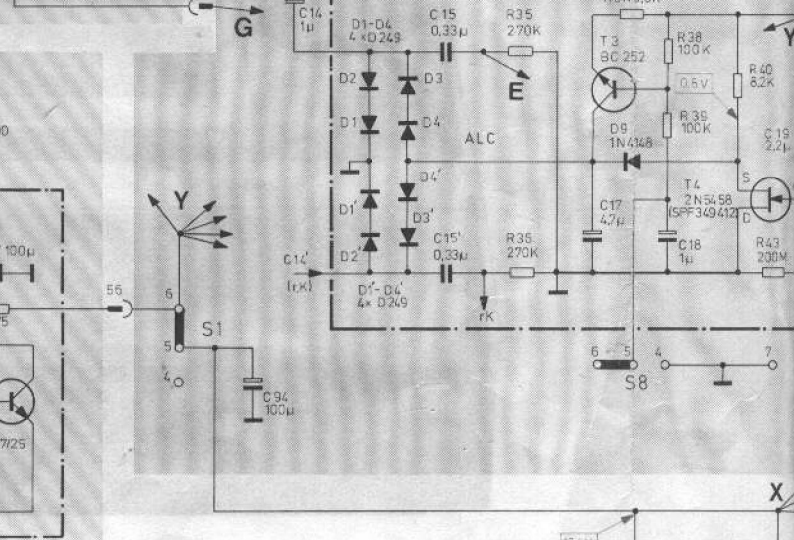 G
C14
1µ
D1-D4
4×D249
C15
0,33µ
R35
270K
E
D2
D3
D1
D4
ALC
T3
BC 252
R38
100K
R39
100K
0,6V
R40
8,2K
Y
D9
1N4148
C19
2,2µ
T4
2N5458
(SPF349412)
S
D
D1'
D4'
D3'
D2'
C17
4,7µ
C18
1µ
R43
200M
C14'
(r,K)
C15'
0,33µ
R35
270K
D1'-D4'
4× D249
rK
Y
100µ
56
6
S1
5
4
C94
100µ
7/25
6
5
4
7
S8
X